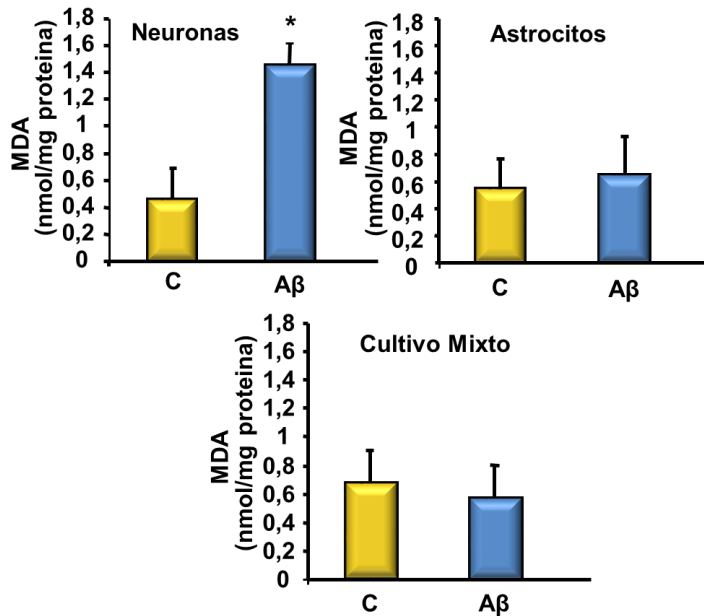 Neuronas
*
MDA
(nmol/mg proteina)
1,8
1,6
1,4
1,2
1
0,8
0,6
0,4
0,2
0
C
Aβ
Astrocitos
MDA
(nmol/mg proteina)
1,8
1,6
1,4
1,2
1
0,8
0,6
0,4
0,2
0
C
Aβ
Cultivo Mixto
MDA
(nmol/mg proteina)
1,8
1,6
1,4
1,2
1
0,8
0,6
0,4
0,2
0
C
Aβ